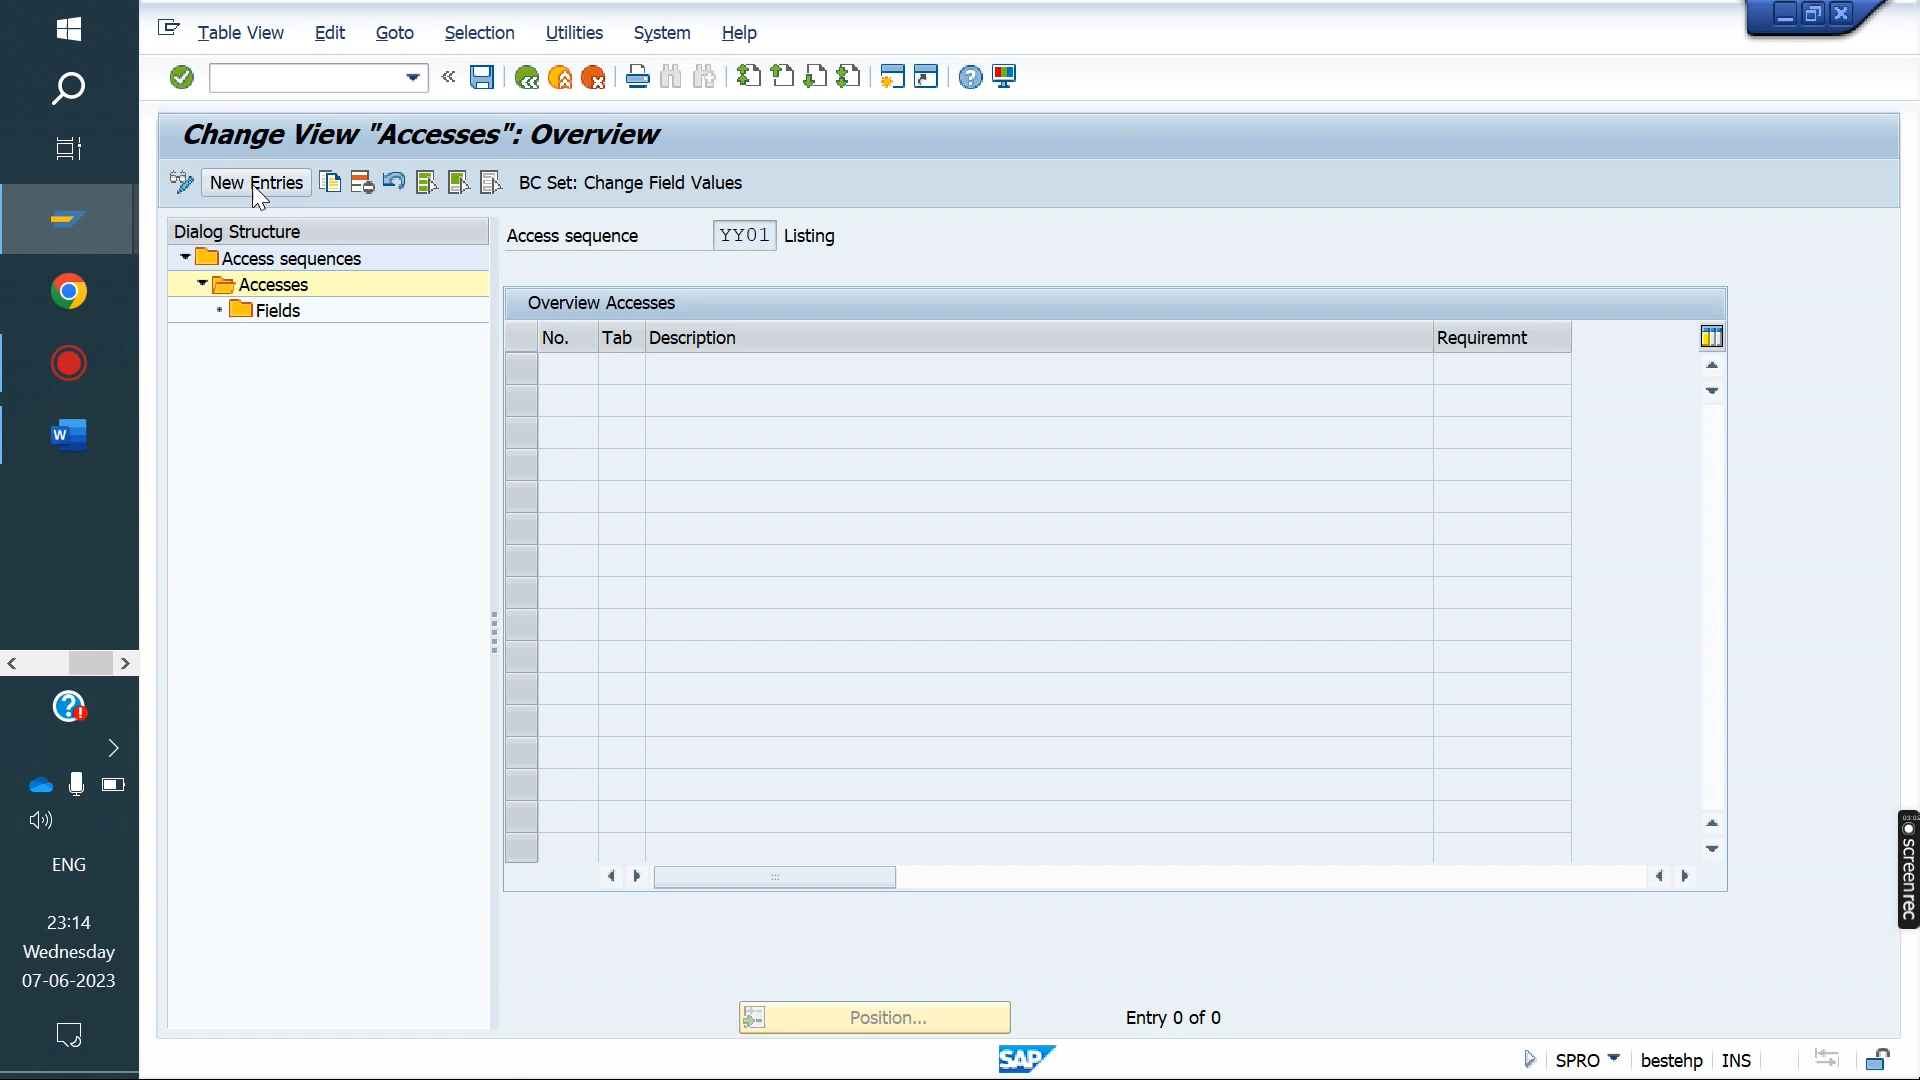 Table View Edit Goto Selection Utilities System Help
Change View "Accesses": Overview
New Entries BC Set: Change Field Values
Dialog Structure
Access sequences
Accesses
Fields
Access sequence YY01 Listing
Overview Accesses
No. Tab Description Requiremnt
W
ENG
23:14
Wednesday
07-06-2023
03:02
screenrec
Position... Entry 0 of 0
SAP
SPRO bestehp INS